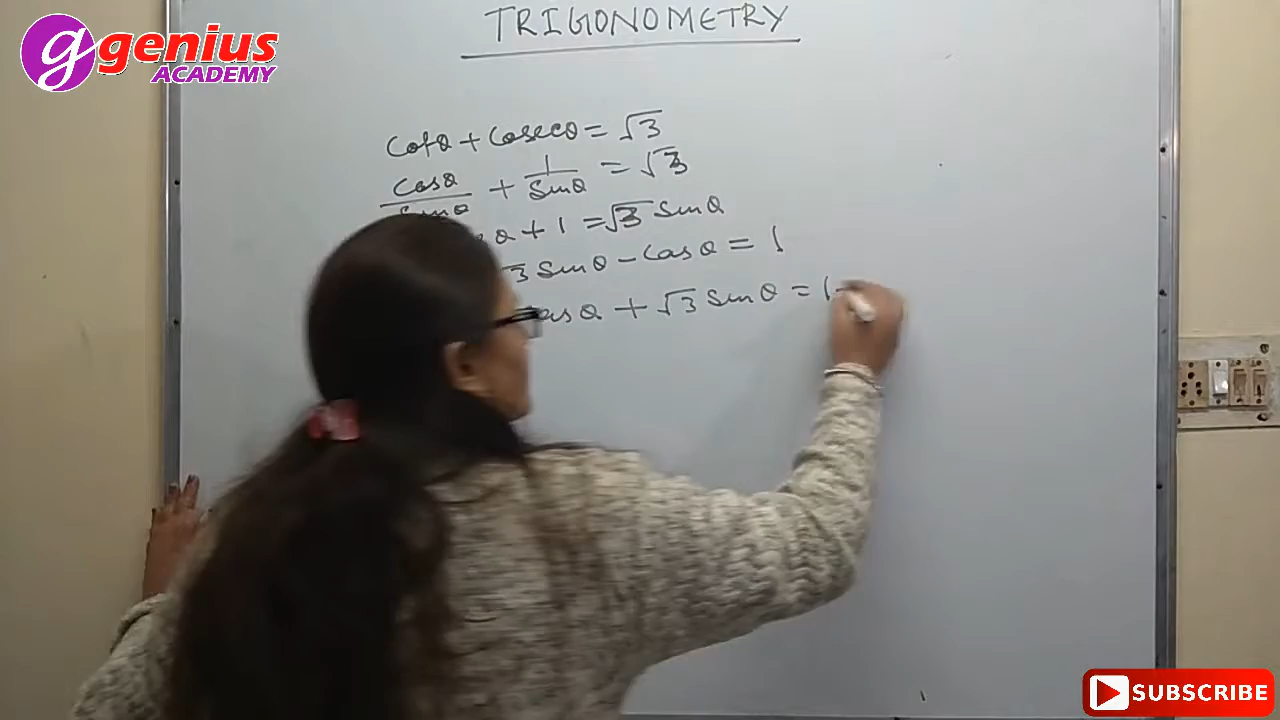 genius
ACADEMY
TRIGONOMETRY
Cotθ + Cosecθ = √3
Cosθ/Sinθ + 1/Sinθ = √3
+ 1 = √3 Sinθ
√3 Sinθ - Cosθ = 1
Cosθ + √3 Sinθ = 1
SUBSCRIBE